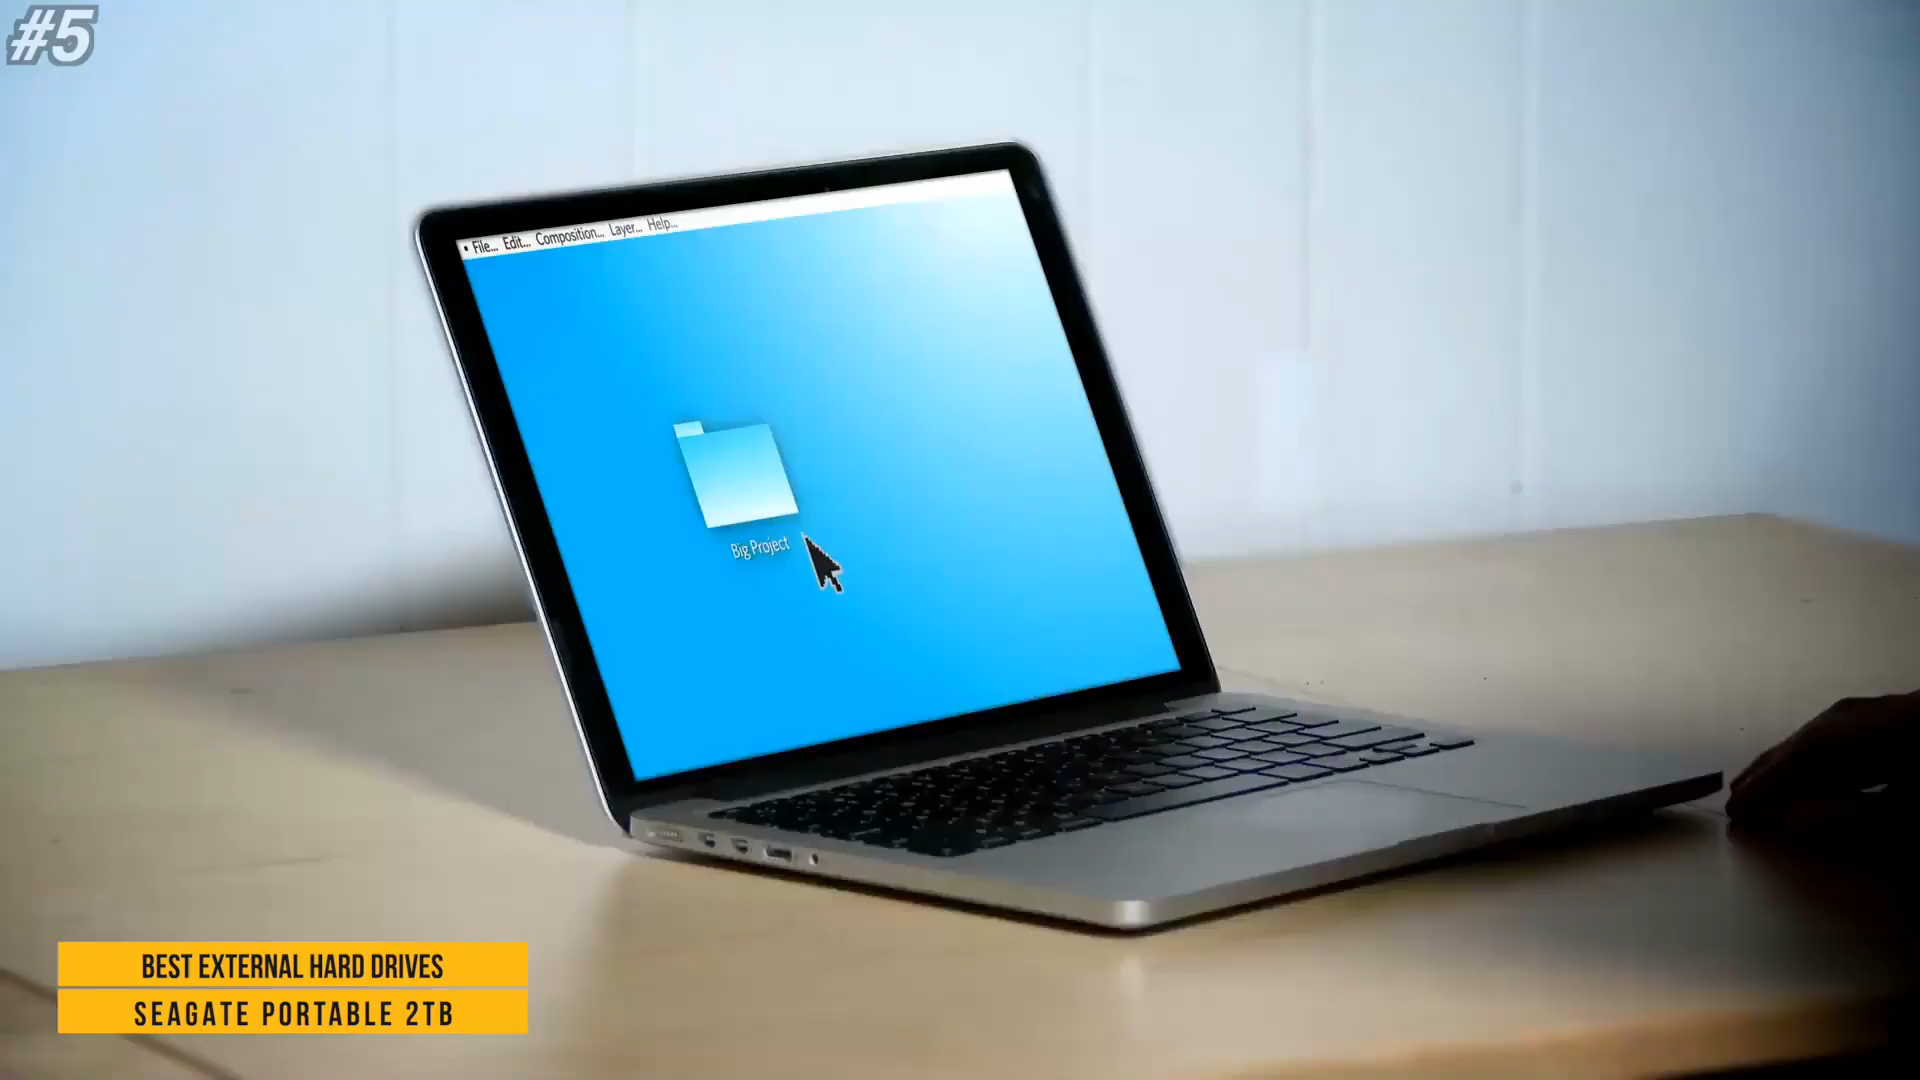 #5
• File... Edit... Composition... Layer... Help...
Big Project
BEST EXTERNAL HARD DRIVES
SEAGATE PORTABLE 2TB